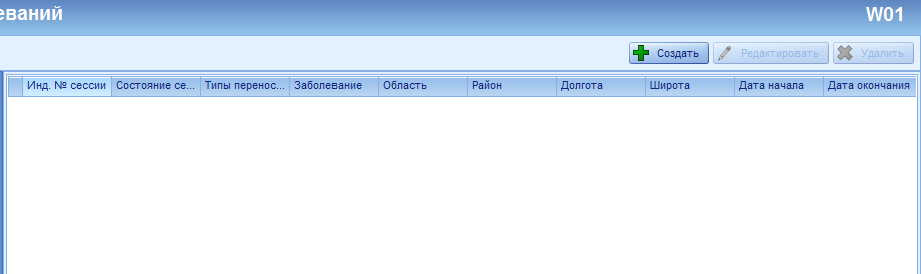 еваний W01
Создать Редактировать Удалить
Инд. № сессии Состояние се... Типы перенос... Заболевание Область Район Долгота Широта Дата начала Дата окончания